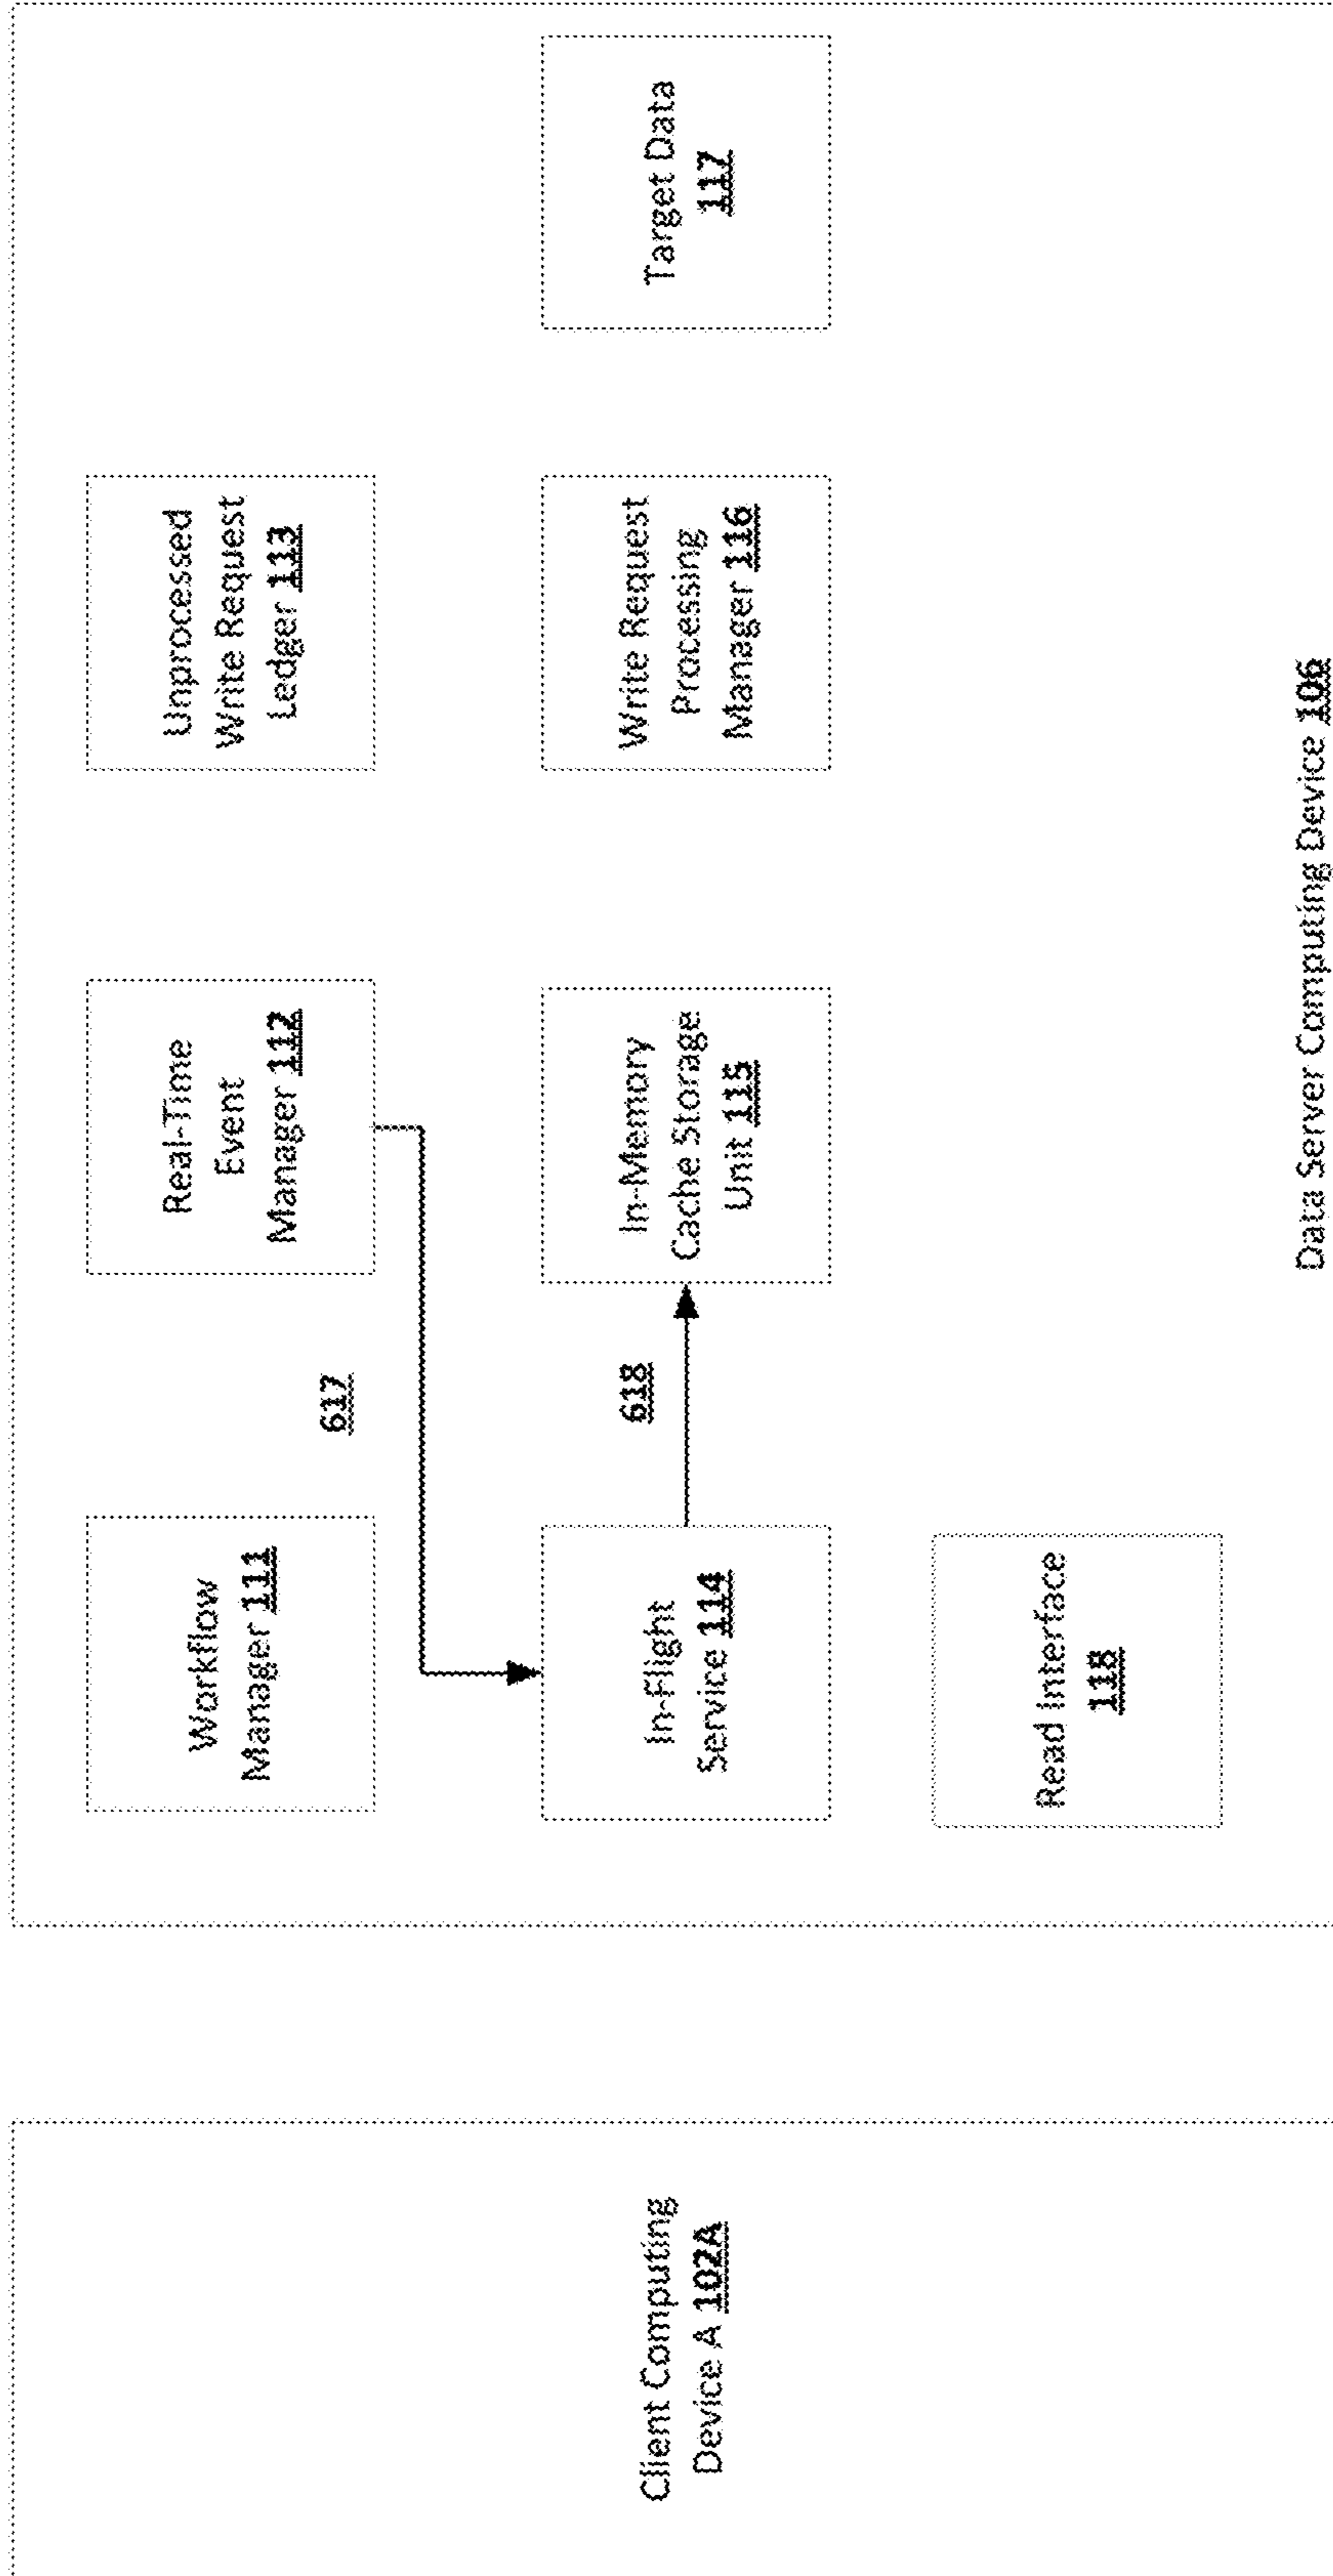 Client Computing
Device A 102A
Workflow
Manager 111
Real-Time
Event
Manager 112
Unprocessed
Write Request
Ledger 113
617
In-Flight
Service 114
618
In-Memory
Cache Storage
Unit 115
Write Request
Processing
Manager 116
Target Data
117
Read Interface
118
Data Server Computing Device 106